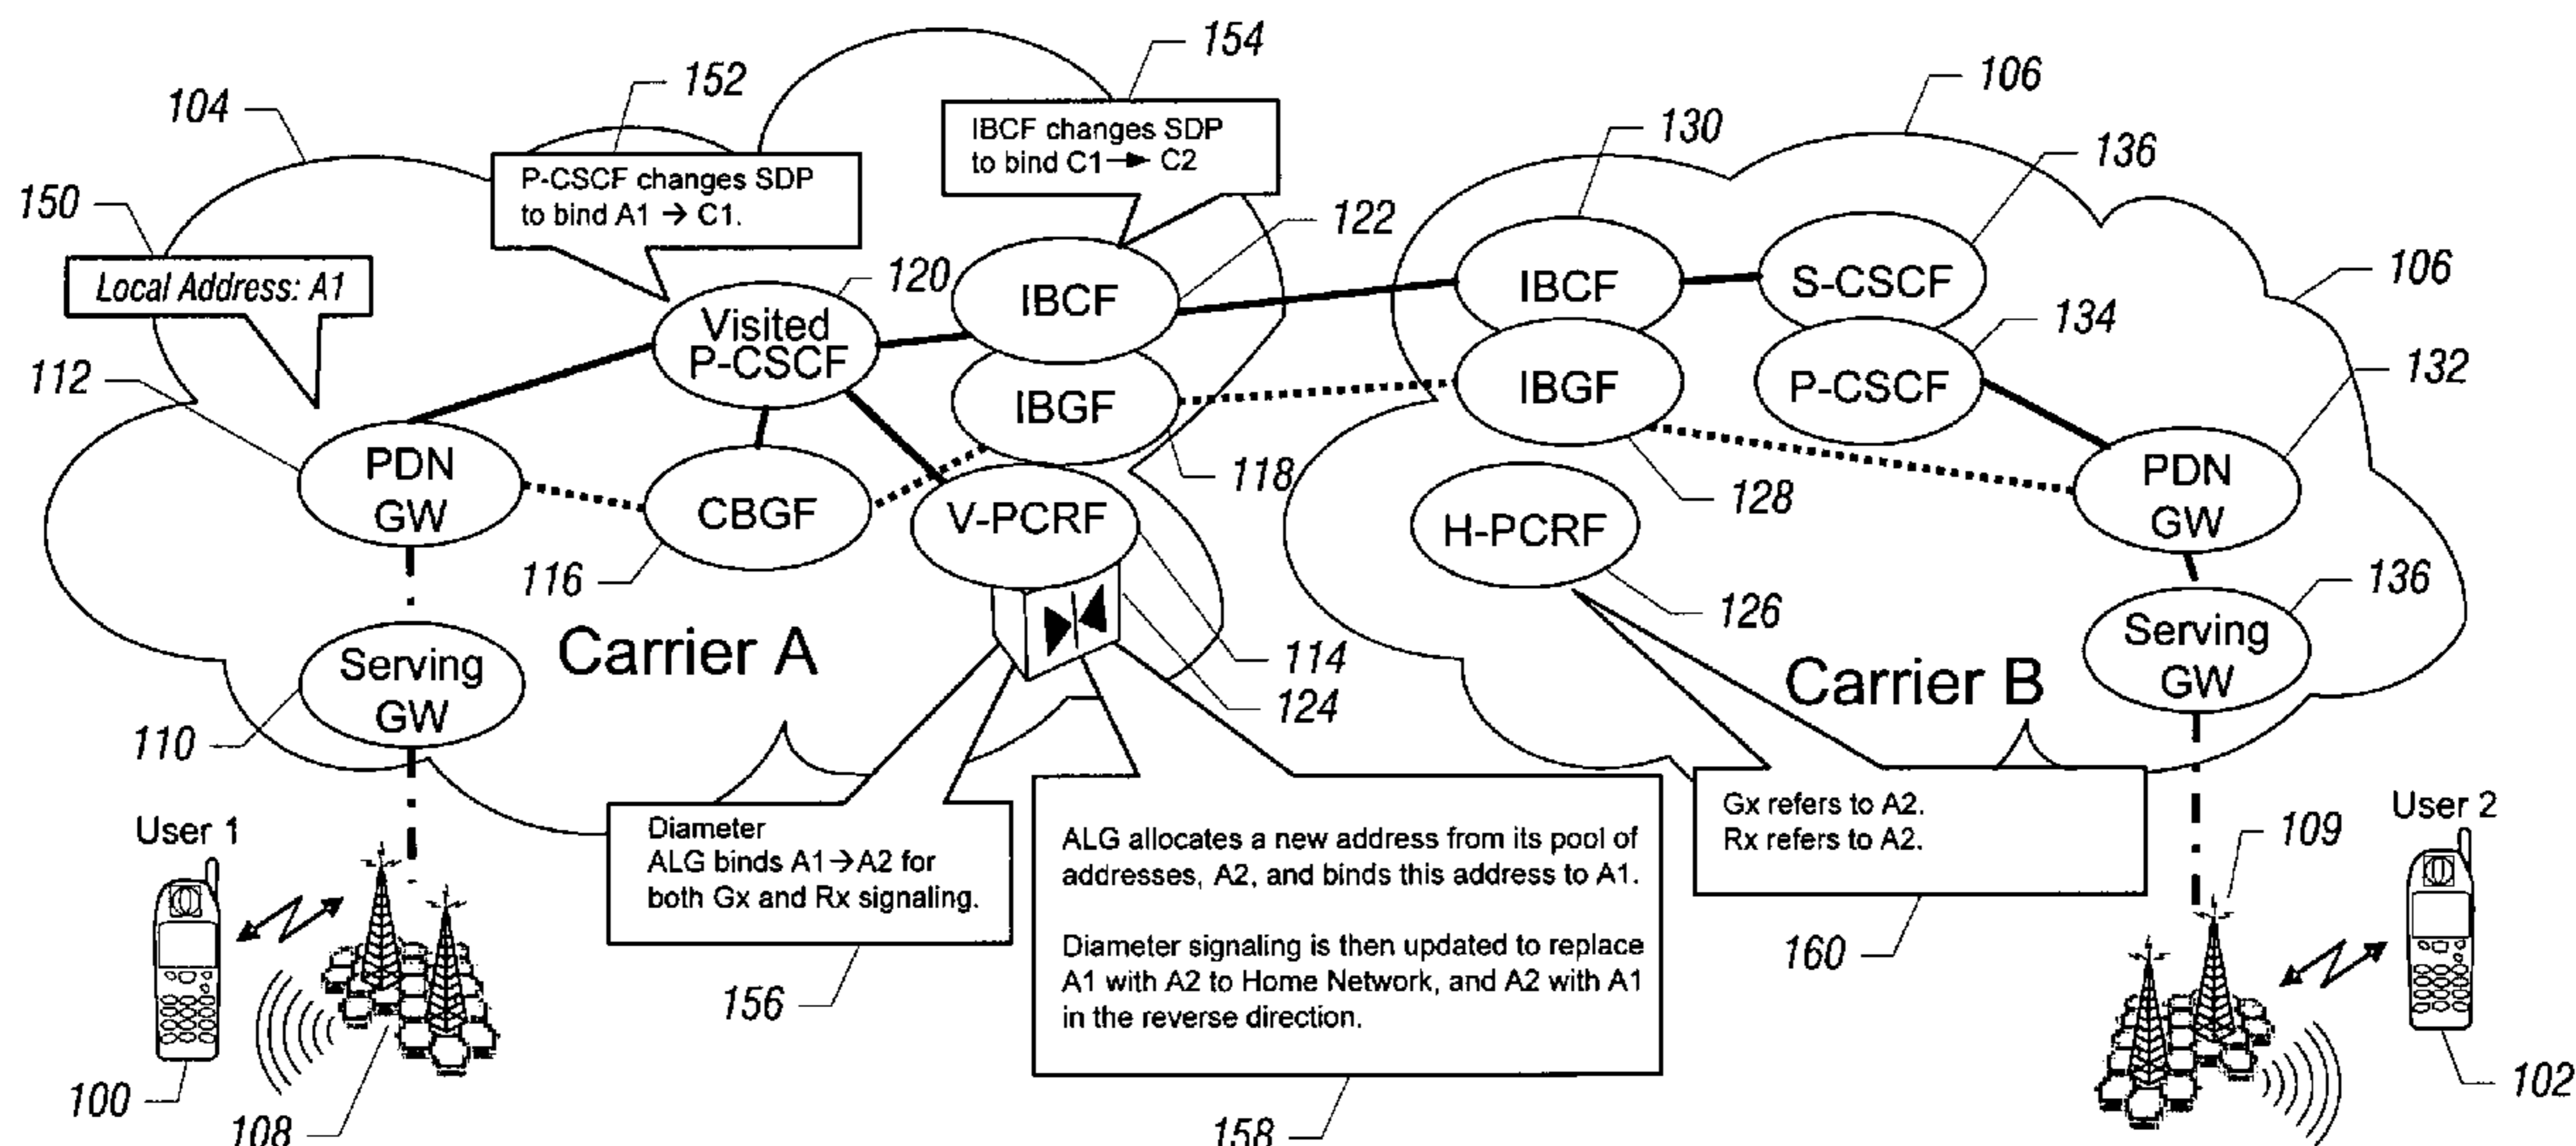 154
152
106
104
IBCF changes SDP
to bind C1 → C2
130
136
P-CSCF changes SDP
to bind A1 → C1.
150
122
106
Local Address: A1
120
IBCF
IBCF
S-CSCF
134
Visited
P-CSCF
112
IBGF
IBGF
P-CSCF
132
PDN
GW
118
128
PDN
GW
CBGF
V-PCRF
H-PCRF
116
126
136
Carrier A
114
Serving
GW
124
Carrier B
Serving
GW
110
User 1
Diameter
ALG binds A1→A2 for
both Gx and Rx signaling.
ALG allocates a new address from its pool of
addresses, A2, and binds this address to A1.
Diameter signaling is then updated to replace
A1 with A2 to Home Network, and A2 with A1
in the reverse direction.
Gx refers to A2.
Rx refers to A2.
109
User 2
156
160
100
108
158
102